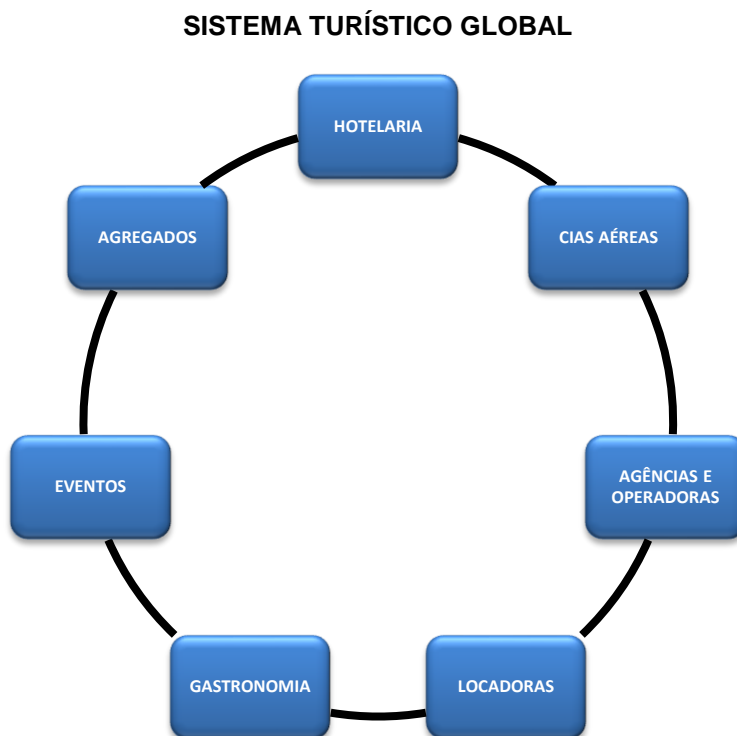 SISTEMA TURÍSTICO GLOBAL
HOTELARIA
CIAS AÉREAS
AGÊNCIAS E
OPERADORAS
LOCADORAS
GASTRONOMIA
EVENTOS
AGREGADOS